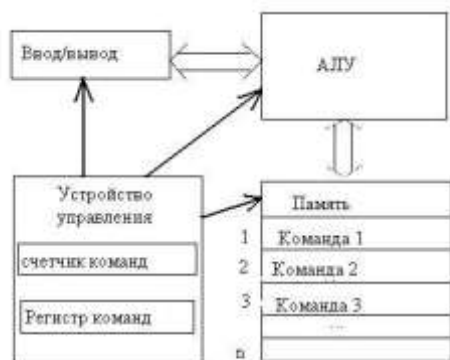 Ввод/вывод
АЛУ
Устройство
управления
счетчик команд
Регистр команд
Память
1 Команда 1
2 Команда 2
3 Команда 3
...
n